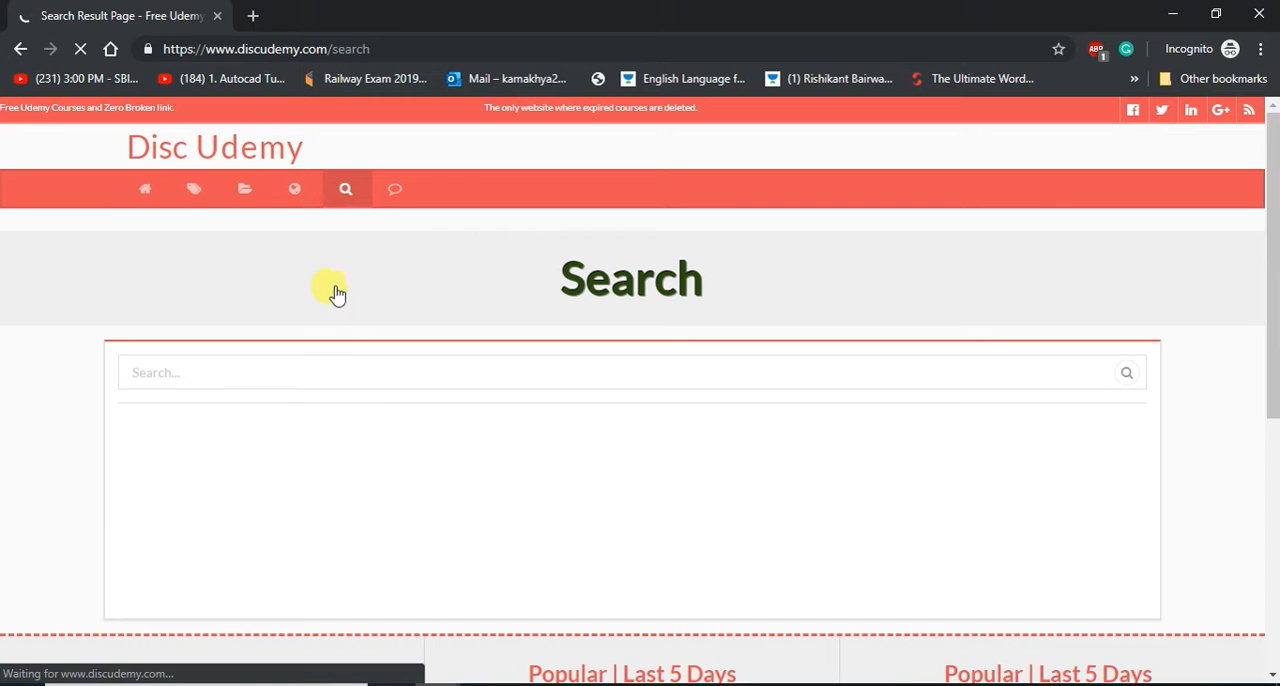 Search Result Page - Free Udemy
https://www.discudemy.com/search
ABP
1
Incognito
(231) 3:00 PM - SBI...
(184) 1. Autocad Tu...
Railway Exam 2019...
Mail – kamakhya2...
English Language f...
(1) Rishikant Bairwa...
The Ultimate Word...
»
Other bookmarks
Free Udemy Courses and Zero Broken link.
The only website where expired courses are deleted.
Disc Udemy
Search
Search...
Popular | Last 5 Days
Popular | Last 5 Days
Waiting for www.discudemy.com...